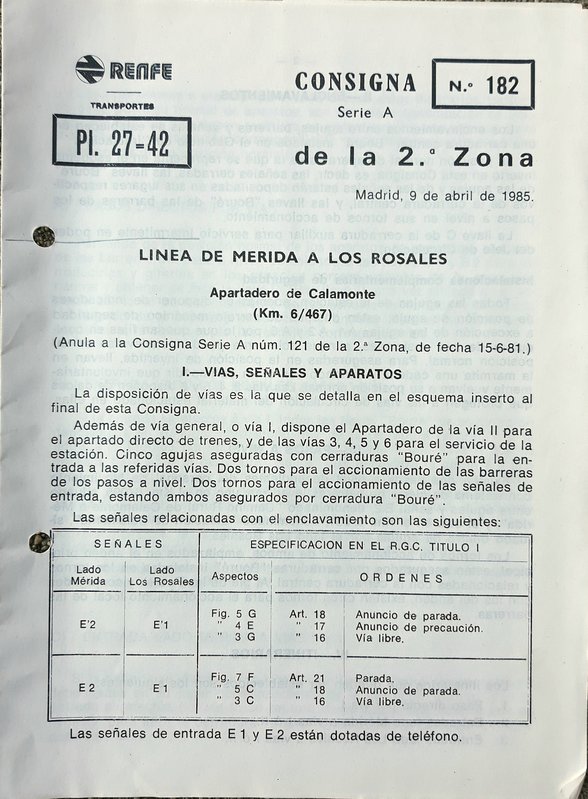 RENFE
TRANSPORTES
Pl. 27=42
CONSIGNA
N.º 182
Serie A
de la 2.ª Zona
Madrid, 9 de abril de 1985.
LINEA DE MERIDA A LOS ROSALES
Apartadero de Calamonte
(Km. 6/467)
(Anula a la Consigna Serie A núm. 121 de la 2.ª Zona, de fecha 15-6-81.)
I.—VIAS, SEÑALES Y APARATOS
La disposición de vías es la que se detalla en el esquema inserto al
final de esta Consigna.
Además de vía general, o vía I, dispone el Apartadero de la vía II para
el apartado directo de trenes, y de las vías 3, 4, 5 y 6 para el servicio de la
estación. Cinco agujas aseguradas con cerraduras "Bouré" para la en-
trada a las referidas vías. Dos tornos para el accionamiento de las barreras
de los pasos a nivel. Dos tornos para el accionamiento de las señales de
entrada, estando ambos asegurados por cerradura "Bouré".
Las señales relacionadas con el enclavamiento son las siguientes:
SEÑALES
ESPECIFICACION EN EL R.G.C. TITULO I
Lado Mérida
Lado Los Rosales
Aspectos
ORDENES
E'2
E'1
Fig. 5 G Art. 18 Anuncio de parada.
" 4 E " 17 Anuncio de precaución.
" 3 G " 16 Vía libre.
E 2
E 1
Fig. 7 F Art. 21 Parada.
" 5 C " 18 Anuncio de parada.
" 3 C " 16 Vía libre.
Las señales de entrada E 1 y E 2 están dotadas de teléfono.